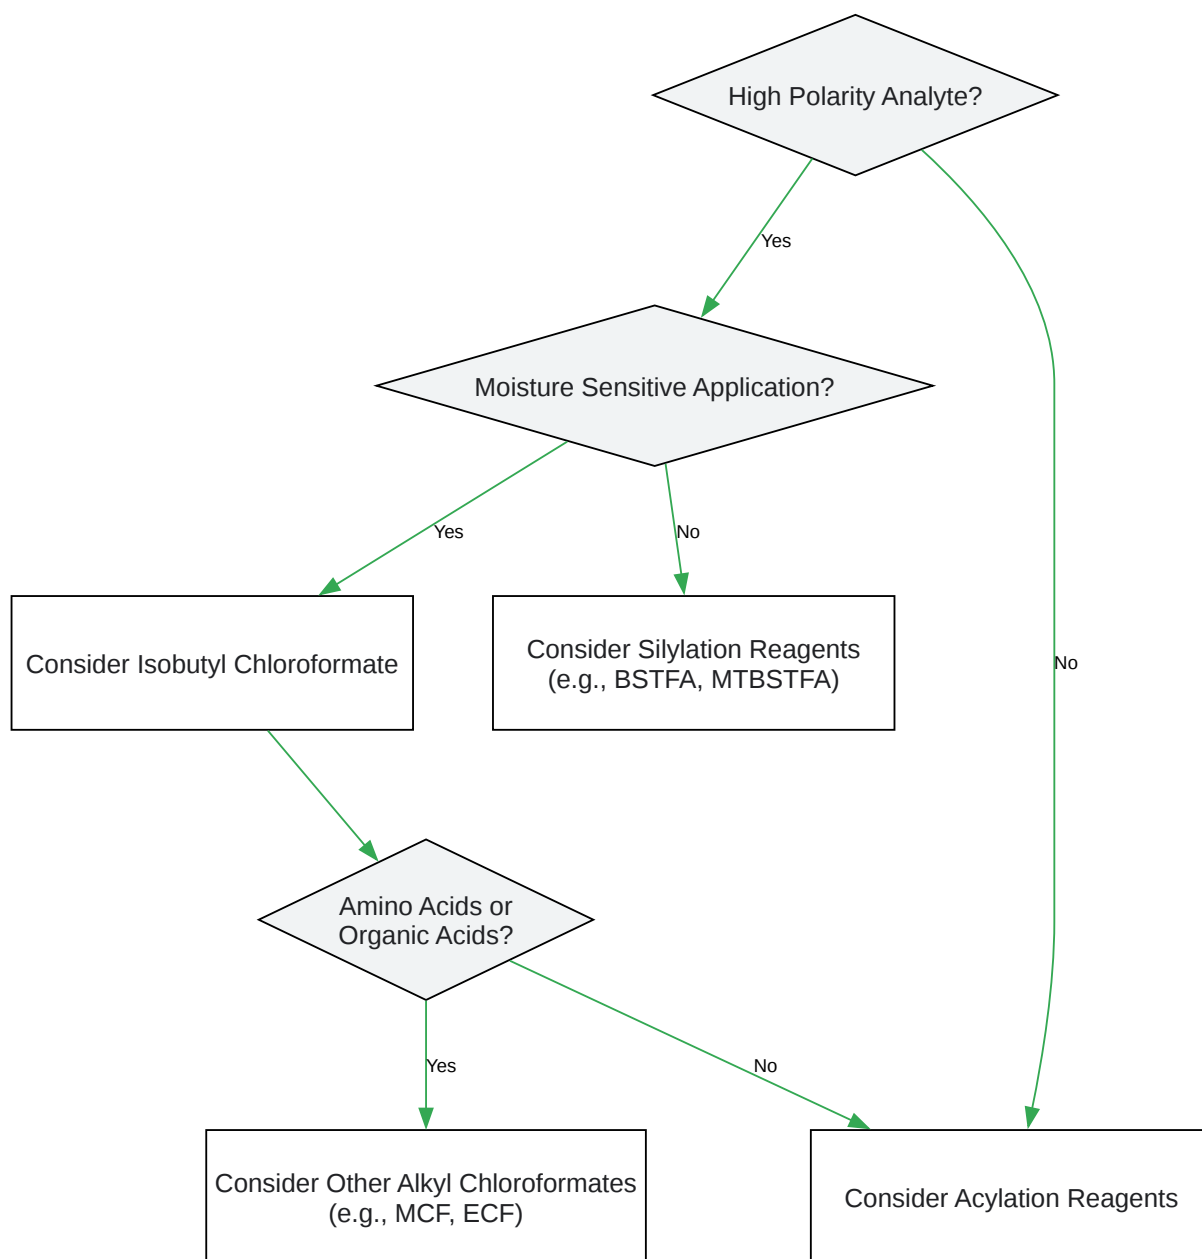 High Polarity Analyte?
Yes
Moisture Sensitive Application?
Yes
No
Consider Isobutyl Chloroformate
Consider Silylation Reagents
(e.g., BSTFA, MTBSTFA)
No
Amino Acids or
Organic Acids?
Yes
No
Consider Other Alkyl Chloroformates
(e.g., MCF, ECF)
Consider Acylation Reagents